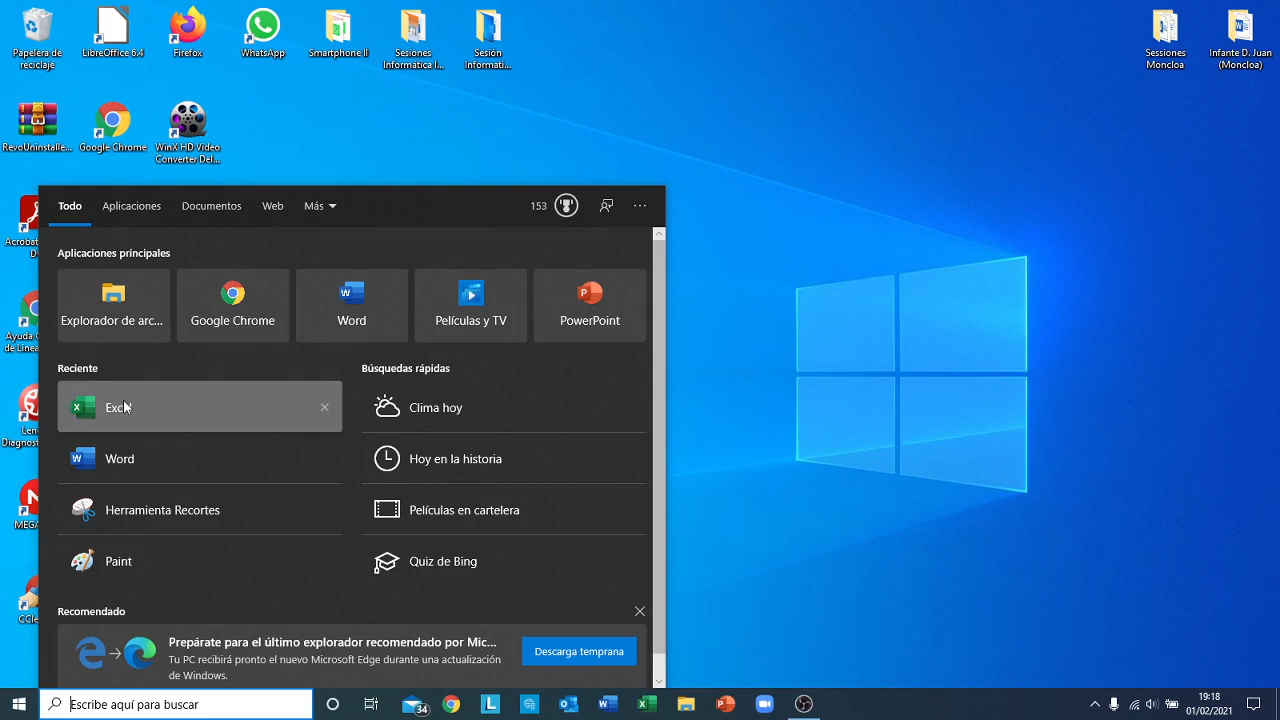 Papelera de
reciclaje
LibreOffice 6.4
Firefox
WhatsApp
Smartphone II
Sesiones
Informatica I...
Sesión
Informati...
Sessiones
Moncloa
Infante D. Juan
(Moncloa)
RevoUninstalle...
Google Chrome
WinX HD Video
Converter Del...
Todo
Aplicaciones
Documentos
Web
Más
153
Aplicaciones principales
Explorador de arc...
Google Chrome
Word
Películas y TV
PowerPoint
Reciente
Búsquedas rápidas
Clima hoy
Word
Hoy en la historia
Herramienta Recortes
Películas en cartelera
Paint
Quiz de Bing
Recomendado
Prepárate para el último explorador recomendado por Mic...
Tu PC recibirá pronto el nuevo Microsoft Edge durante una actualización
de Windows.
Descarga temprana
Escribe aquí para buscar
34
19:18
01/02/2021